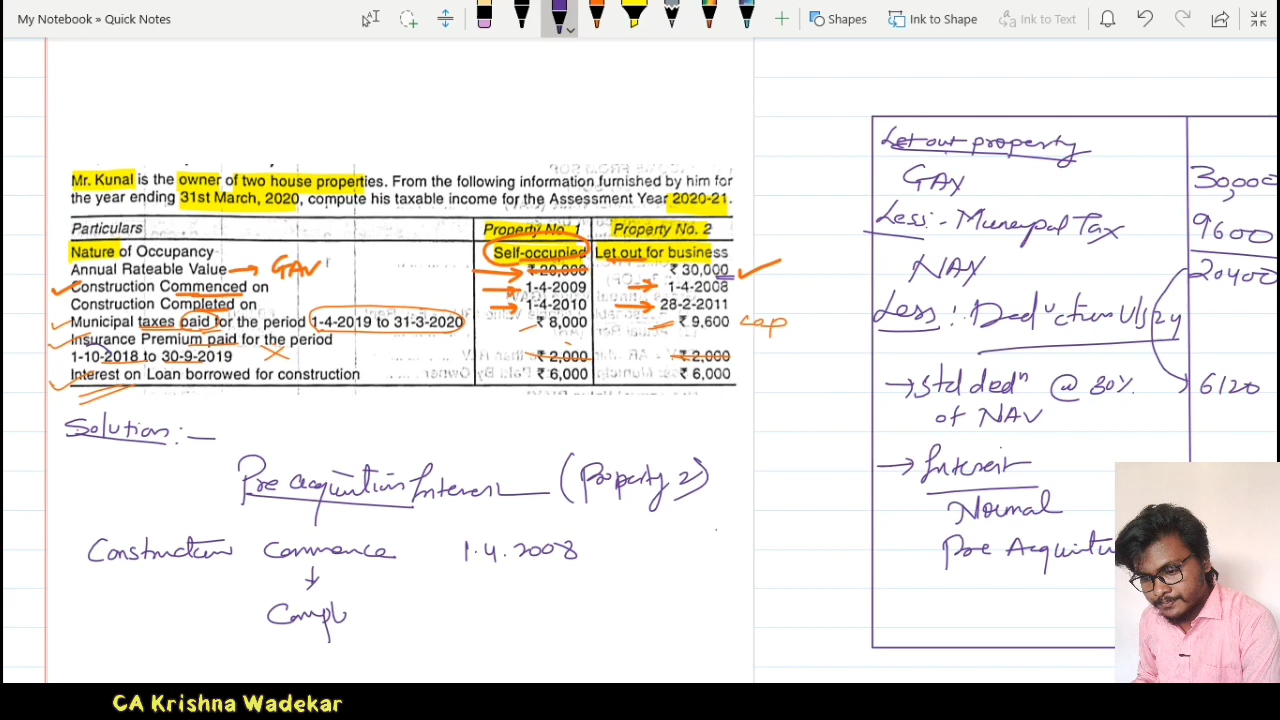 My Notebook » Quick Notes
Shapes
Ink to Shape
Ink to Text
Mr. Kunal is the owner of two house properties. From the following information furnished by him for
the year ending 31st March, 2020, compute his taxable income for the Assessment Year 2020-21.
Particulars Property No. 1 Property No. 2
Nature of Occupancy Self-occupied Let out for business
Annual Rateable Value → GAV ₹ 20,000 ₹ 30,000
Construction Commenced on 1-4-2009 1-4-2008
Construction Completed on 1-4-2010 28-2-2011
Municipal taxes paid for the period 1-4-2019 to 31-3-2020 ₹ 8,000 ₹ 9,600 cap
Insurance Premium paid for the period
1-10-2018 to 30-9-2019 ₹ 2,000 ₹ 2,000
Interest on Loan borrowed for construction ₹ 6,000 ₹ 6,000
Solution:-
Pre acquisition Interest (Property 2)
Construction Commence 1.4.2008
↓
Compl
Let out property
GAV 30,000
Less:- Municipal Tax 9600
NAV 20400
Less: Deduction U/s 24
→ Std dedn @ 30% 6120
of NAV
→ Interest
Normal
Pre Acquisition
CA Krishna Wadekar